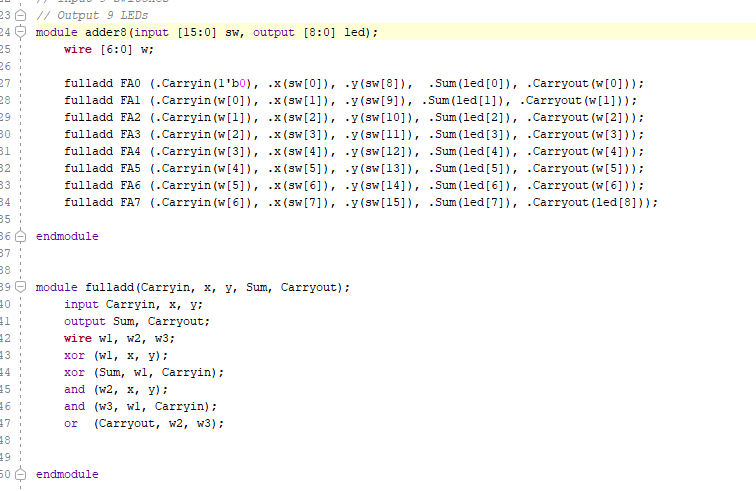 23 // Output 9 LEDs
24 module adder8(input [15:0] sw, output [8:0] led);
25 wire [6:0] w;
26
27 fulladd FA0 (.Carryin(1'b0), .x(sw[0]), .y(sw[8]), .Sum(led[0]), .Carryout(w[0]));
28 fulladd FA1 (.Carryin(w[0]), .x(sw[1]), .y(sw[9]), .Sum(led[1]), .Carryout(w[1]));
29 fulladd FA2 (.Carryin(w[1]), .x(sw[2]), .y(sw[10]), .Sum(led[2]), .Carryout(w[2]));
30 fulladd FA3 (.Carryin(w[2]), .x(sw[3]), .y(sw[11]), .Sum(led[3]), .Carryout(w[3]));
31 fulladd FA4 (.Carryin(w[3]), .x(sw[4]), .y(sw[12]), .Sum(led[4]), .Carryout(w[4]));
32 fulladd FA5 (.Carryin(w[4]), .x(sw[5]), .y(sw[13]), .Sum(led[5]), .Carryout(w[5]));
33 fulladd FA6 (.Carryin(w[5]), .x(sw[6]), .y(sw[14]), .Sum(led[6]), .Carryout(w[6]));
34 fulladd FA7 (.Carryin(w[6]), .x(sw[7]), .y(sw[15]), .Sum(led[7]), .Carryout(led[8]));
35
36 endmodule
37
38
39 module fulladd(Carryin, x, y, Sum, Carryout);
40 input Carryin, x, y;
41 output Sum, Carryout;
42 wire w1, w2, w3;
43 xor (w1, x, y);
44 xor (Sum, w1, Carryin);
45 and (w2, x, y);
46 and (w3, w1, Carryin);
47 or (Carryout, w2, w3);
48
49
50 endmodule